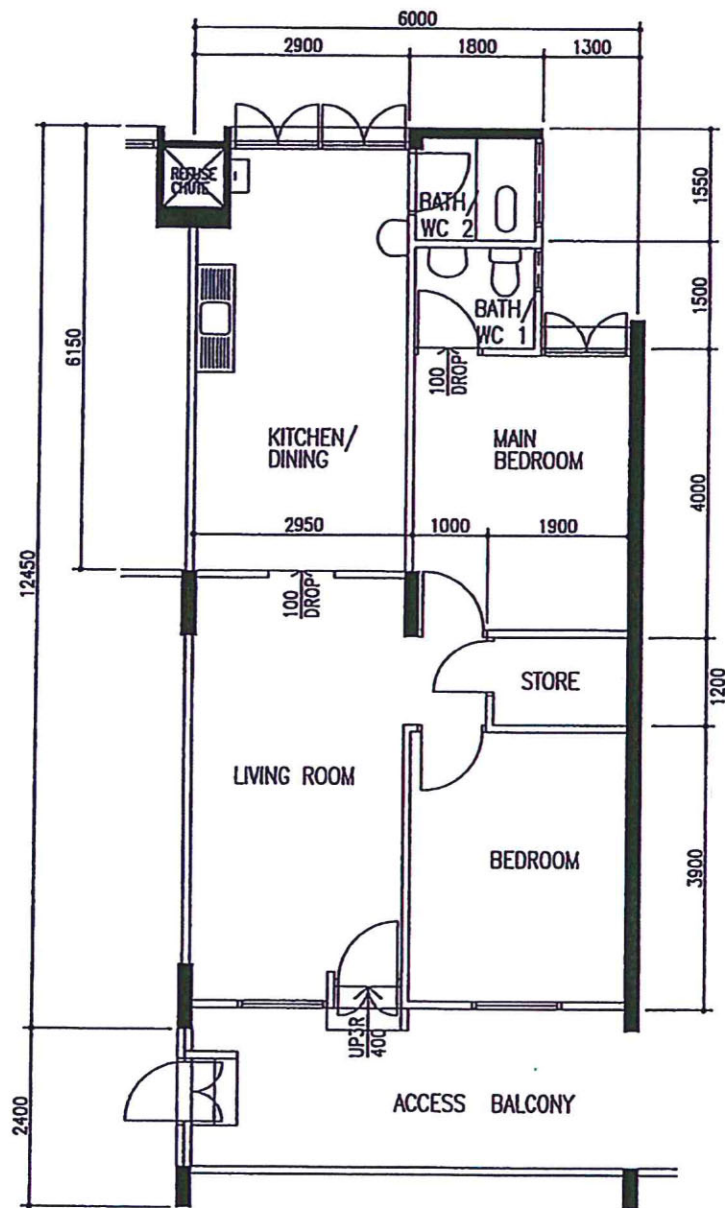 6000
2900
1800
1300
REFUSE
CHUTE
BATH/
WC 2
1550
BATH/
WC 1
1500
6150
100
DROP
KITCHEN/
DINING
MAIN
BEDROOM
4000
2950
1000
1900
12450
100
DROP
STORE
1200
LIVING ROOM
BEDROOM
3900
UP3R
400
ACCESS BALCONY
2400